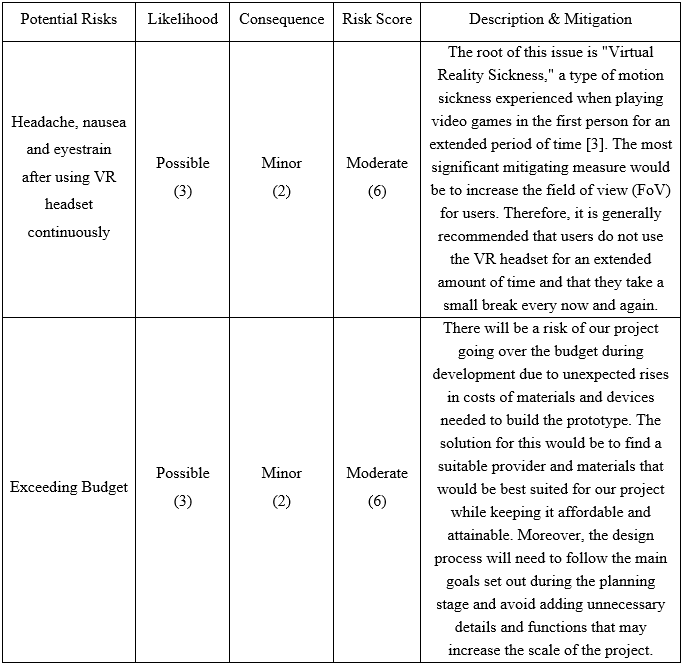 Potential Risks Likelihood Consequence Risk Score Description & Mitigation
Headache, nausea
and eyestrain
after using VR
headset
continuously
Possible
(3)
Minor
(2)
Moderate
(6)
The root of this issue is "Virtual
Reality Sickness," a type of motion
sickness experienced when playing
video games in the first person for an
extended period of time [3]. The most
significant mitigating measure would
be to increase the field of view (FoV)
for users. Therefore, it is generally
recommended that users do not use
the VR headset for an extended
amount of time and that they take a
small break every now and again.
Exceeding Budget
Possible
(3)
Minor
(2)
Moderate
(6)
There will be a risk of our project
going over the budget during
development due to unexpected rises
in costs of materials and devices
needed to build the prototype. The
solution for this would be to find a
suitable provider and materials that
would be best suited for our project
while keeping it affordable and
attainable. Moreover, the design
process will need to follow the main
goals set out during the planning
stage and avoid adding unnecessary
details and functions that may
increase the scale of the project.